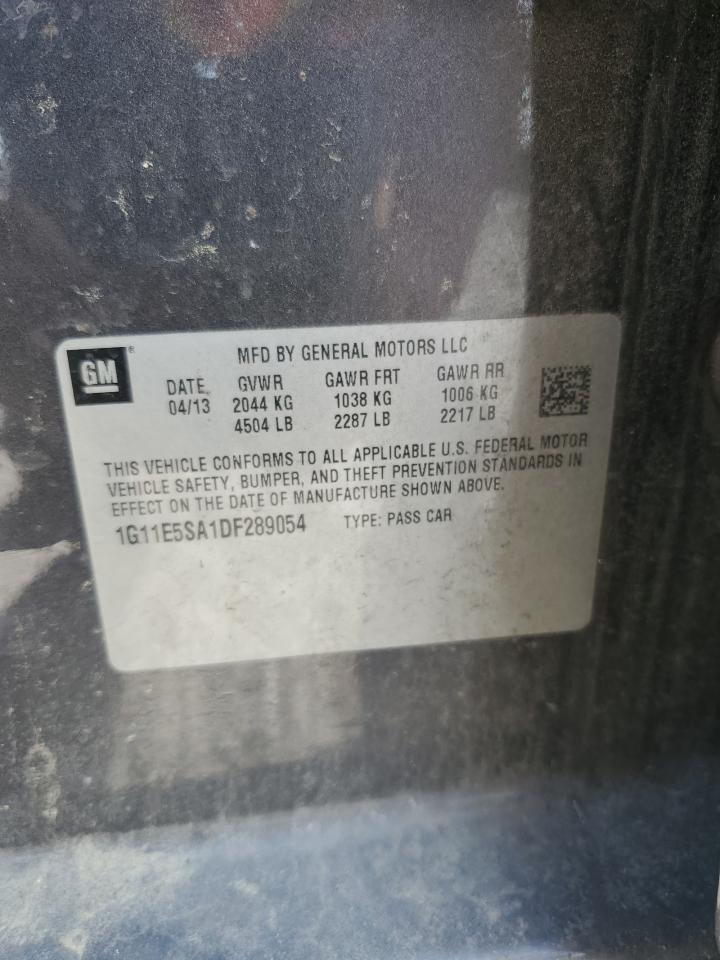 GM®
MFD BY GENERAL MOTORS LLC
DATE GVWR GAWR FRT GAWR RR
04/13 2044 KG 1038 KG 1006 KG
4504 LB 2287 LB 2217 LB
THIS VEHICLE CONFORMS TO ALL APPLICABLE U.S. FEDERAL MOTOR
VEHICLE SAFETY, BUMPER, AND THEFT PREVENTION STANDARDS IN
EFFECT ON THE DATE OF MANUFACTURE SHOWN ABOVE.
1G11E5SA1DF289054 TYPE: PASS CAR